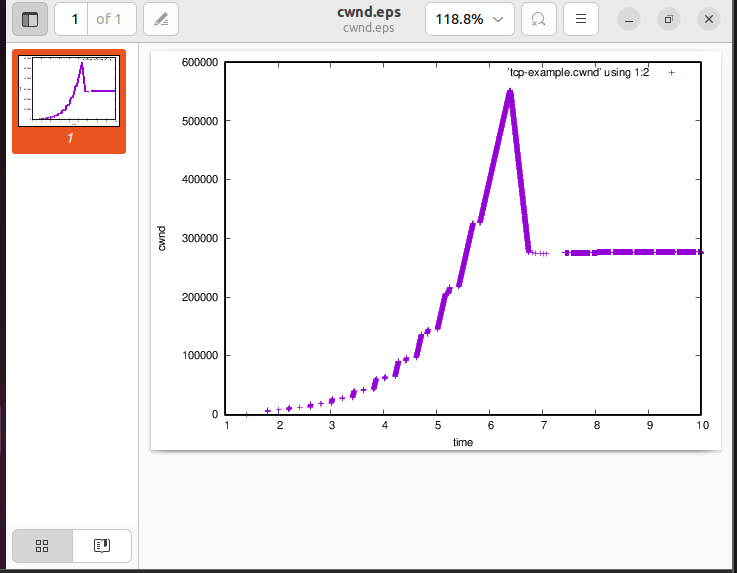 1 of 1
cwnd.eps
cwnd.eps
118.8%
1
600000
500000
400000
300000
200000
100000
0
cwnd
'tcp-example.cwnd' using 1:2
1 2 3 4 5 6 7 8 9 10
time